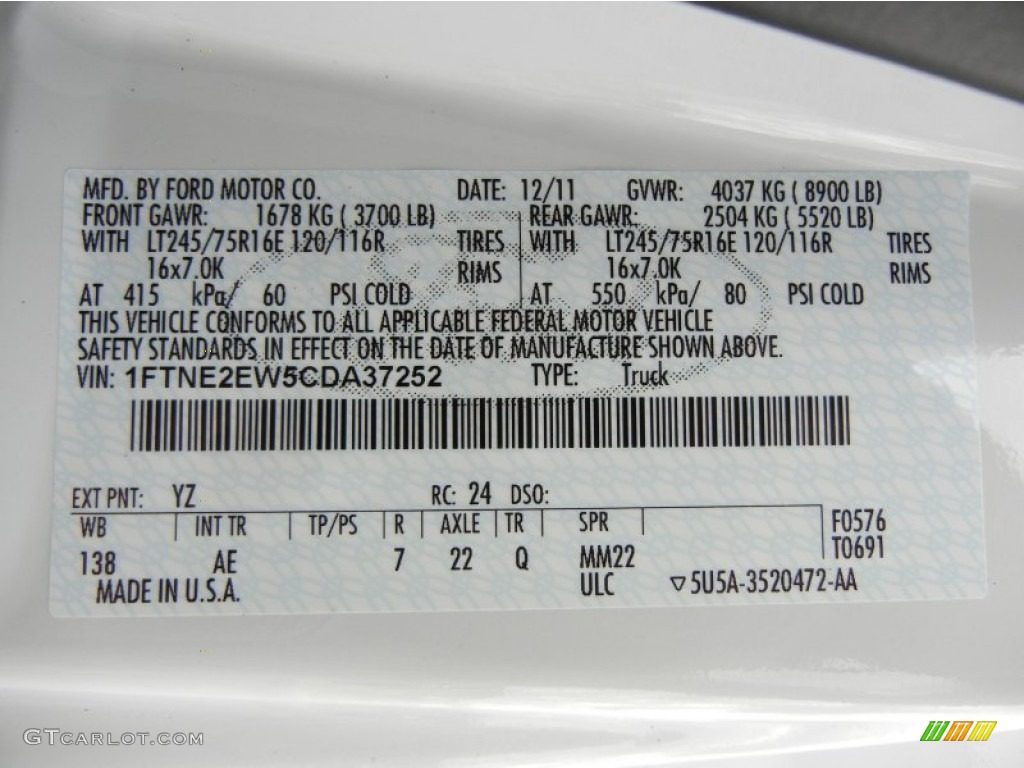 MFD. BY FORD MOTOR CO. DATE: 12/11 GVWR: 4037 KG ( 8900 LB)
FRONT GAWR: 1678 KG ( 3700 LB) REAR GAWR: 2504 KG ( 5520 LB)
WITH LT245/75R16E 120/116R TIRES WITH LT245/75R16E 120/116R TIRES
16x7.0K RIMS 16x7.0K RIMS
AT 415 kPa/ 60 PSI COLD AT 550 kPa/ 80 PSI COLD
THIS VEHICLE CONFORMS TO ALL APPLICABLE FEDERAL MOTOR VEHICLE
SAFETY STANDARDS IN EFFECT ON THE DATE OF MANUFACTURE SHOWN ABOVE.
VIN: 1FTNE2EW5CDA37252 TYPE: Truck
EXT PNT: YZ RC: 24 DSO:
WB INT TR TP/PS R AXLE TR SPR F0576
138 AE 7 22 Q MM22 T0691
MADE IN U.S.A. ULC ▽5U5A-3520472-AA
GTCARLOT.COM